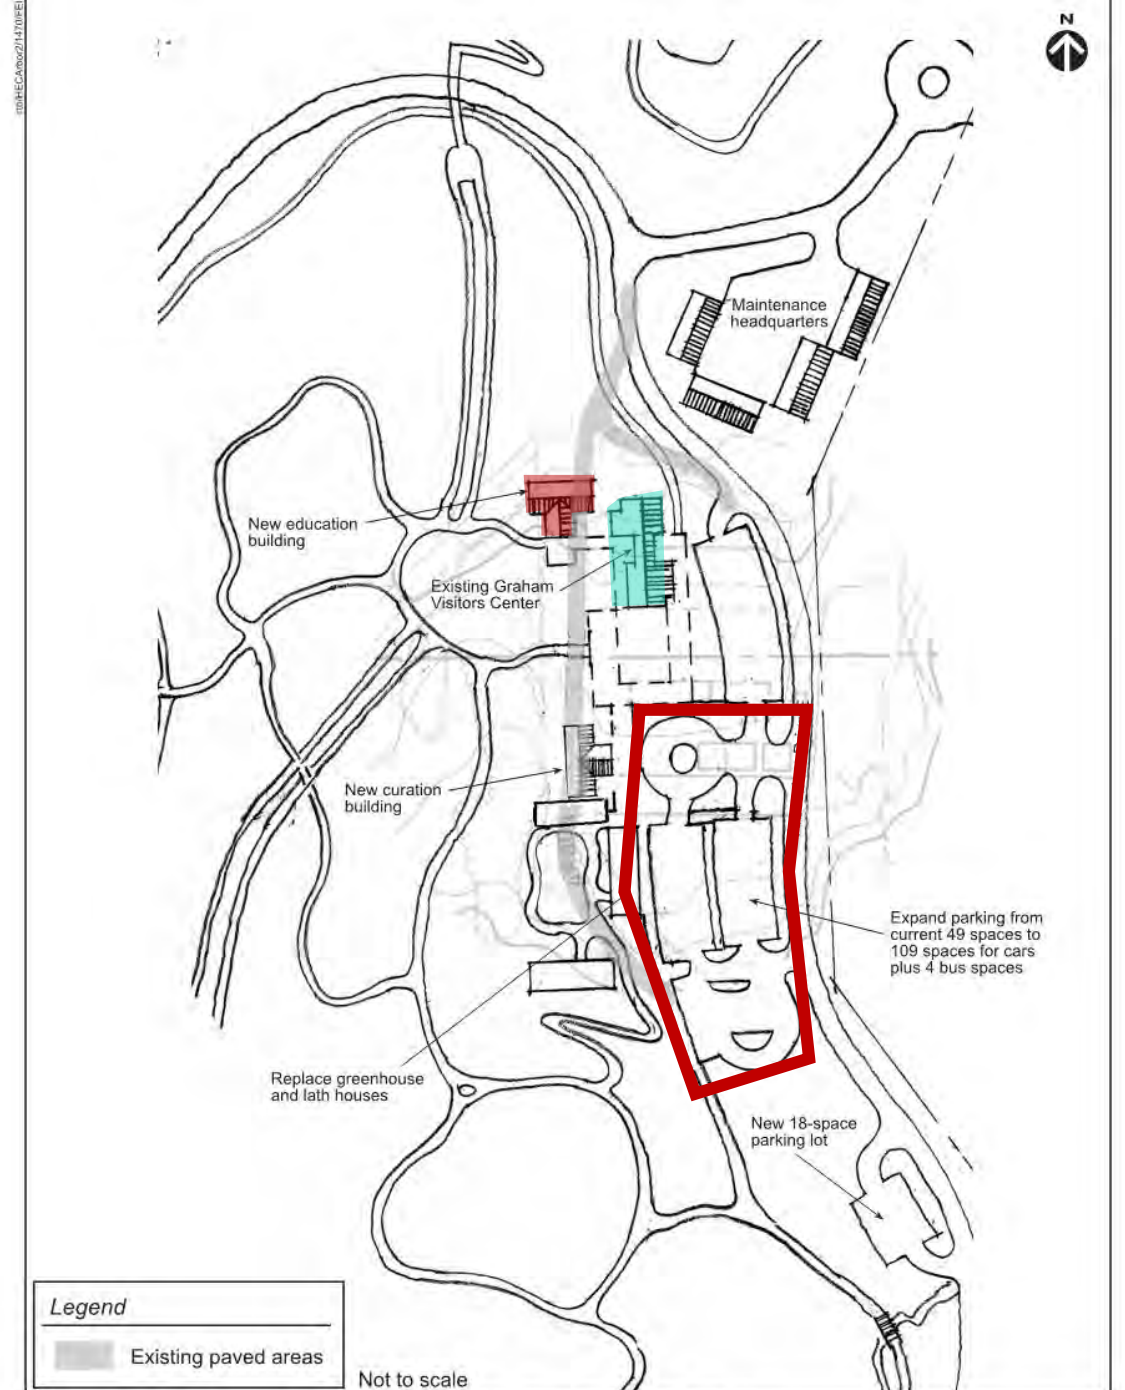 N
Maintenance
headquarters
New education
building
Existing Graham
Visitors Center
New curation
building
Expand parking from
current 49 spaces to
109 spaces for cars
plus 4 bus spaces
Replace greenhouse
and lath houses
New 18-space
parking lot
Legend
Existing paved areas
Not to scale